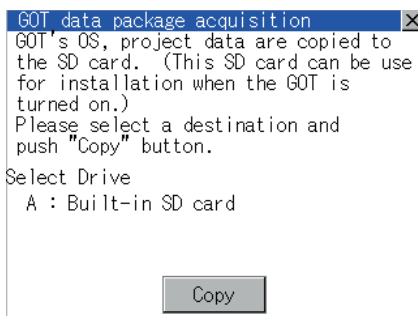 GOT data package acquisition
GOT's OS, project data are copied to
the SD card. (This SD card can be use
for installation when the GOT is
turned on.)
Please select a destination and
push "Copy" button.
Select Drive
A : Built-in SD card
Copy